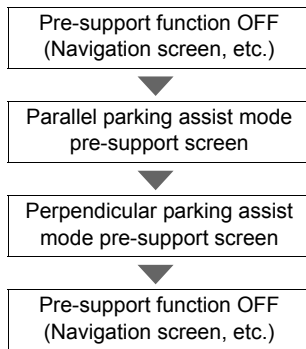 Pre-support function OFF
(Navigation screen, etc.)
Parallel parking assist mode
pre-support screen
Perpendicular parking assist
mode pre-support screen
Pre-support function OFF
(Navigation screen, etc.)